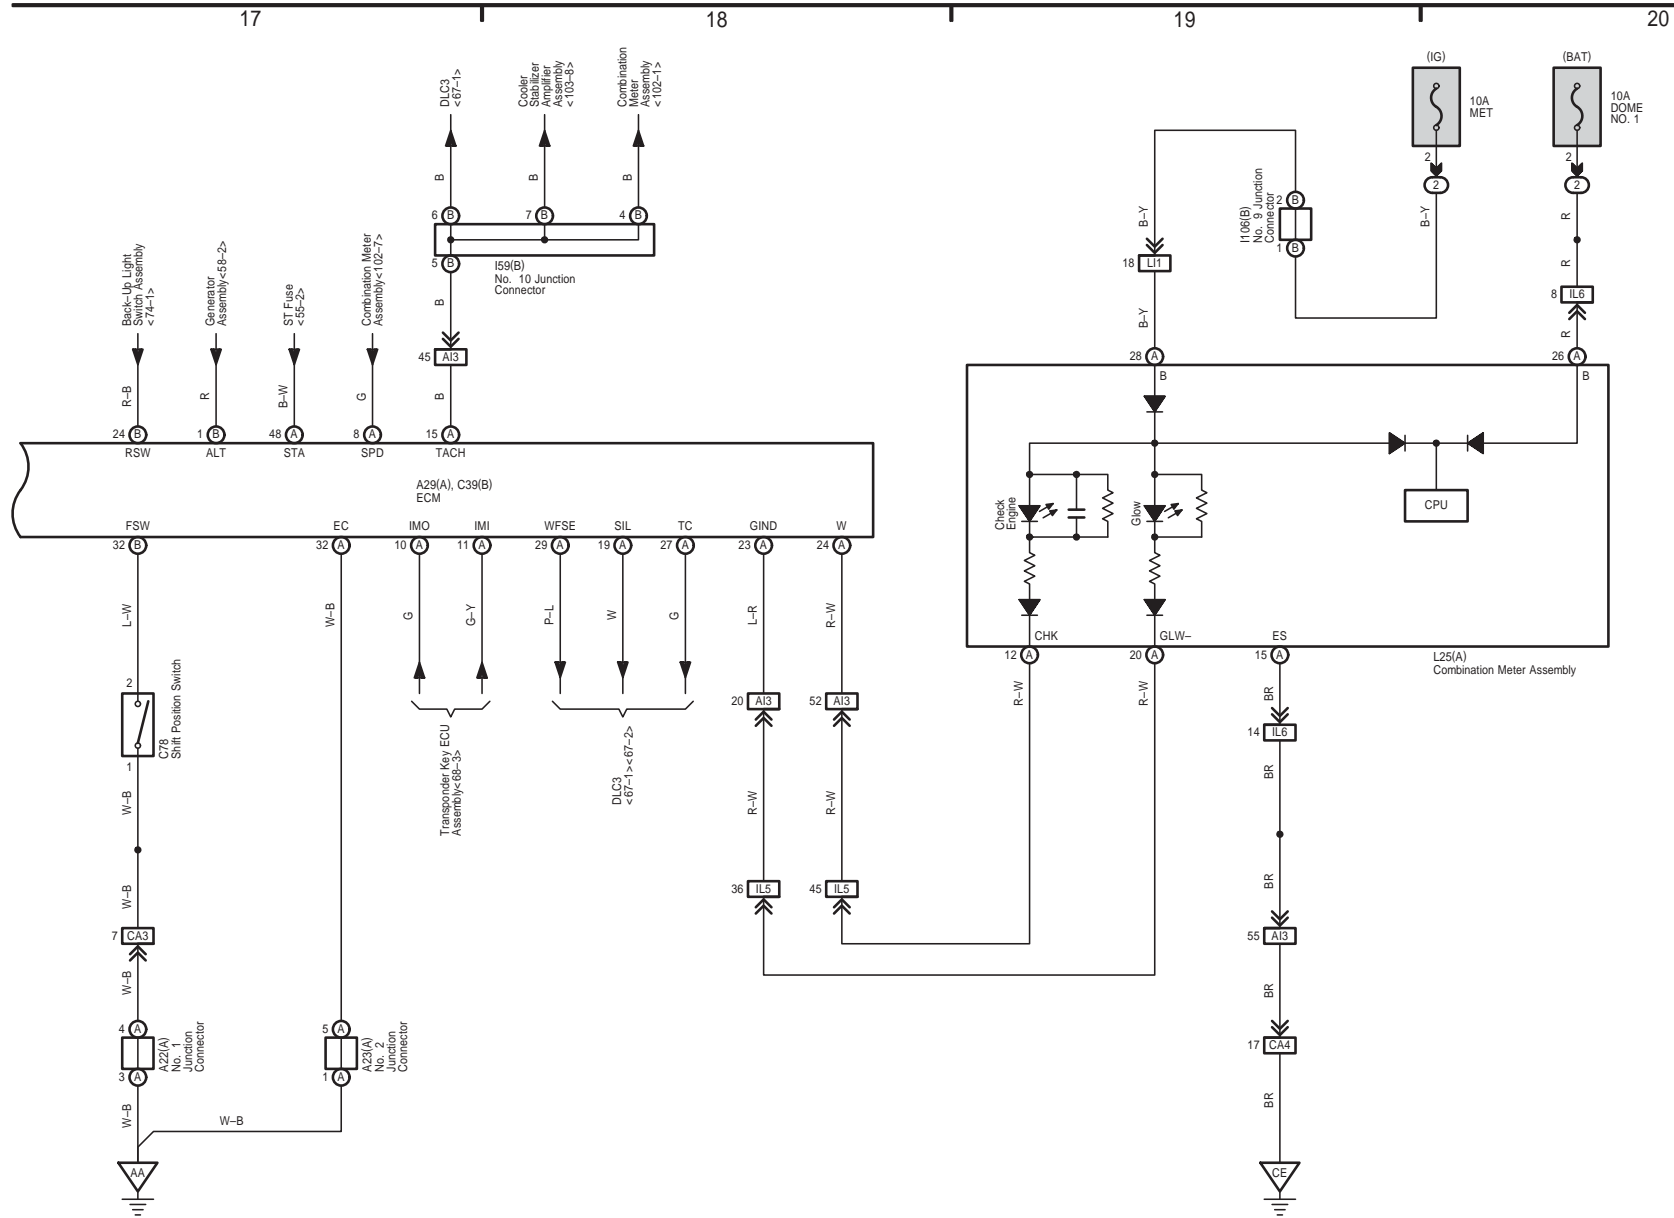 17
18
19
20
DLC3
<67–1>
Cooler
Stabilizer
Amplifier
Assembly
<103–8>
Combination
Meter
Assembly
<102–1>
B
B
B
6 B
7 B
4 B
5 B
I59(B)
No. 10 Junction
Connector
B
45 AI3
B
Back–Up Light
Switch Assembly
<74–1>
Generator
Assembly<58–2>
ST Fuse
<55–2>
Combination Meter
Assembly<102–7>
R–B
R
B–W
G
24 B
1 B
48 A
8 A
15 A
RSW
ALT
STA
SPD
TACH
A29(A), C39(B)
ECM
FSW
EC
IMO
IMI
WFSE
SIL
TC
GIND
W
32 B
32 A
10 A
11 A
29 A
19 A
27 A
23 A
24 A
L–W
W–B
G
G–Y
P–L
W
G
L–R
R–W
2
C78
Shift Position Switch
1
W–B
W–B
7 CA3
W–B
4 A
A22(A)
No. 1
Junction
Connector
3 A
W–B
5 A
A23(A)
No. 2
Junction
Connector
1 A
W–B
AA
Transponder Key ECU
Assembly<68–3>
DLC3
<67–1><67–2>
20 AI3
52 AI3
R–W
R–W
36 IL5
45 IL5
(IG)
10A
MET
2
2
B–Y
(BAT)
10A
DOME
NO. 1
2
2
R
R
8 IL6
R
I106(B)
No. 9 Junction
Connector
2 B
1 B
B–Y
18 LI1
B–Y
28 A
B
26 A
B
Check
Engine
Glow
CPU
CHK
GLW–
ES
12 A
20 A
15 A
L25(A)
Combination Meter Assembly
R–W
R–W
BR
14 IL6
BR
BR
55 AI3
BR
17 CA4
BR
CE